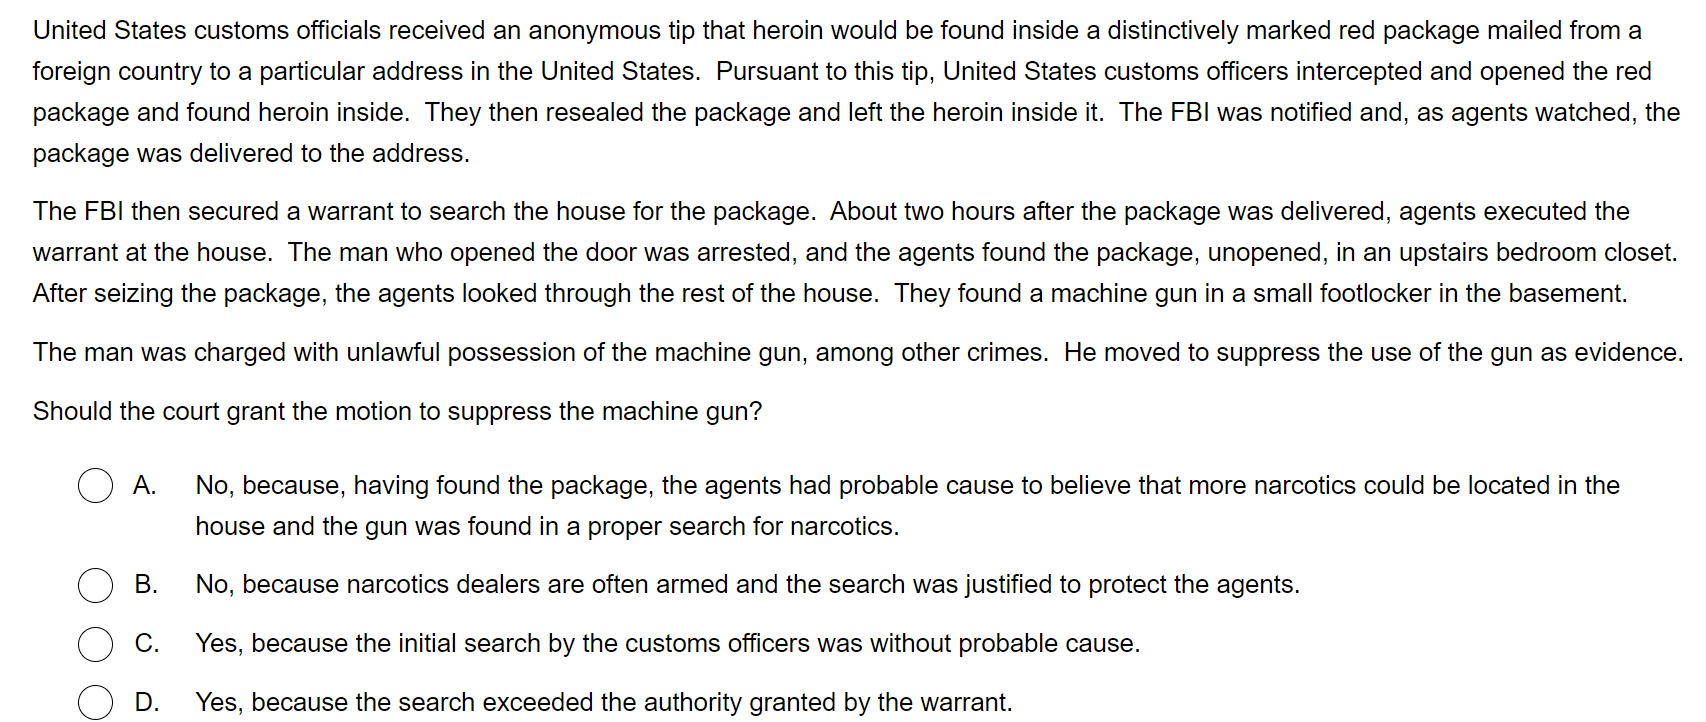 United States customs officials received an anonymous tip that heroin would be found inside a distinctively marked red package mailed from a
foreign country to a particular address in the United States.  Pursuant to this tip, United States customs officers intercepted and opened the red
package and found heroin inside.  They then resealed the package and left the heroin inside it.  The FBI was notified and, as agents watched, the
package was delivered to the address.
The FBI then secured a warrant to search the house for the package.  About two hours after the package was delivered, agents executed the
warrant at the house.  The man who opened the door was arrested, and the agents found the package, unopened, in an upstairs bedroom closet.
After seizing the package, the agents looked through the rest of the house.  They found a machine gun in a small footlocker in the basement.
The man was charged with unlawful possession of the machine gun, among other crimes.  He moved to suppress the use of the gun as evidence.
Should the court grant the motion to suppress the machine gun?
A. No, because, having found the package, the agents had probable cause to believe that more narcotics could be located in the
house and the gun was found in a proper search for narcotics.
B. No, because narcotics dealers are often armed and the search was justified to protect the agents.
C. Yes, because the initial search by the customs officers was without probable cause.
D. Yes, because the search exceeded the authority granted by the warrant.